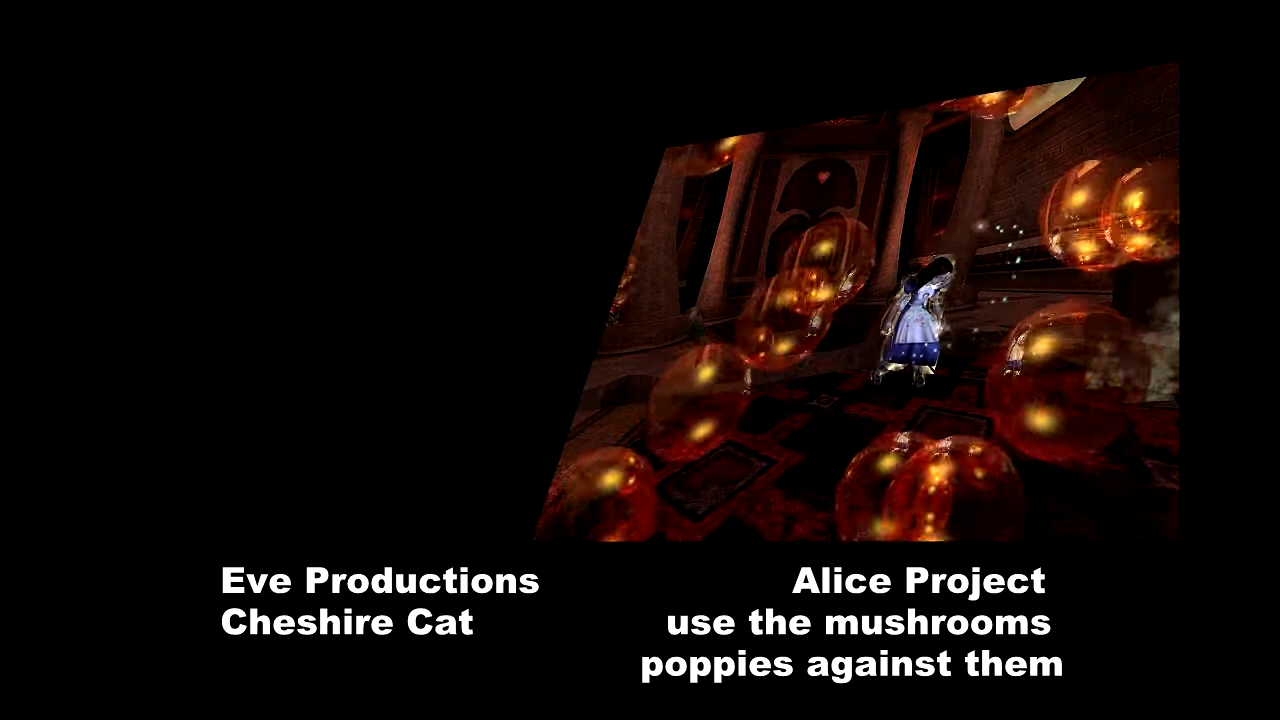 Eve Productions
Cheshire Cat
Alice Project
use the mushrooms
poppies against them